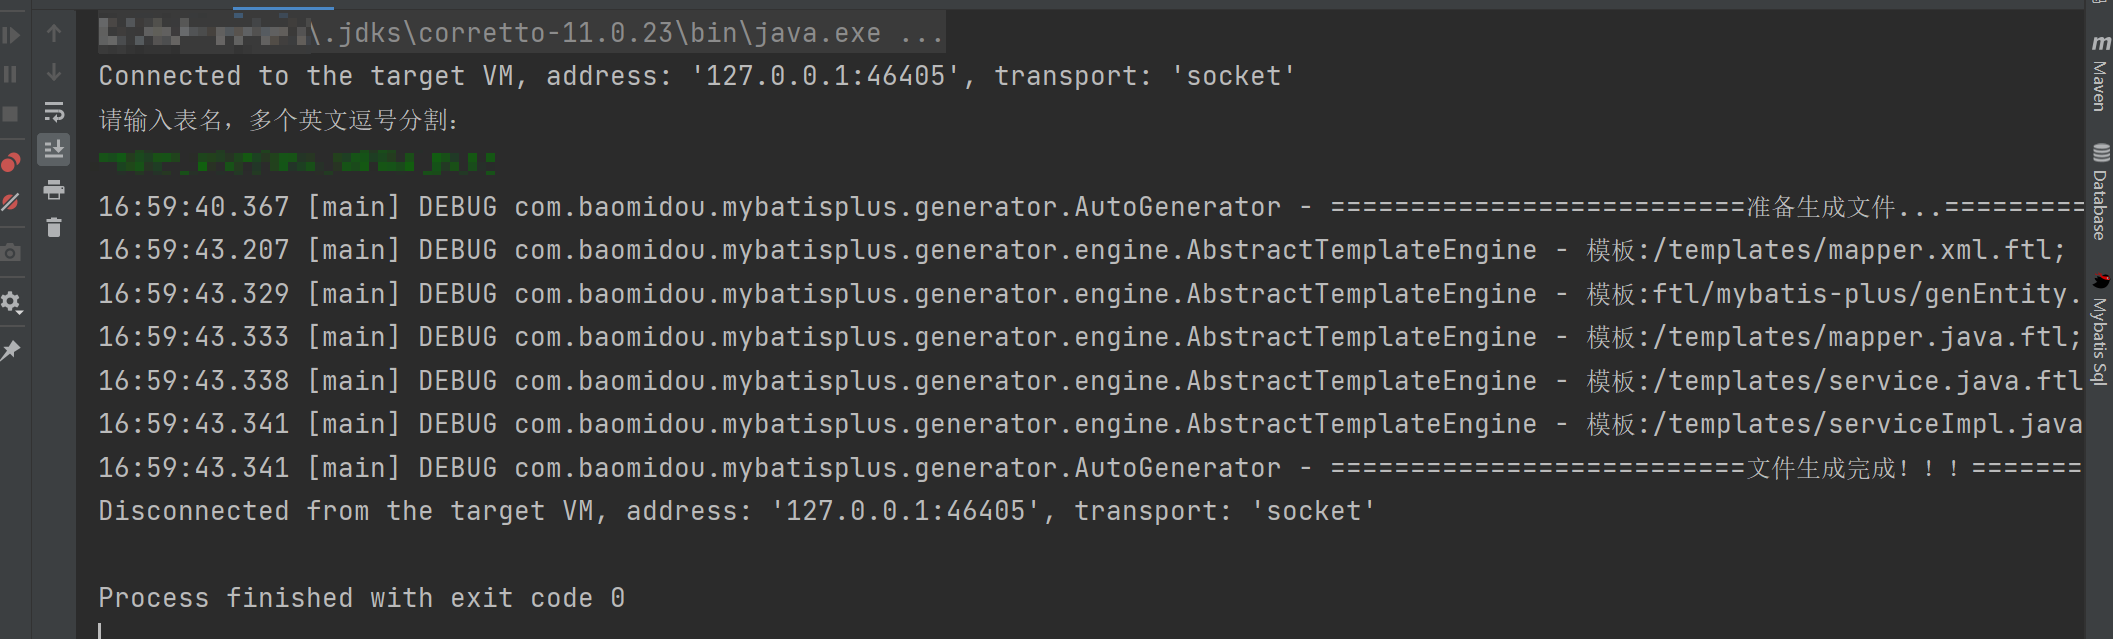 \.jdks\corretto-11.0.23\bin\java.exe ...
Connected to the target VM, address: '127.0.0.1:46405', transport: 'socket'
请输入表名，多个英文逗号分割：
16:59:40.367 [main] DEBUG com.baomidou.mybatisplus.generator.AutoGenerator - ==========================准备生成文件...=========
16:59:43.207 [main] DEBUG com.baomidou.mybatisplus.generator.engine.AbstractTemplateEngine - 模板:/templates/mapper.xml.ftl;
16:59:43.329 [main] DEBUG com.baomidou.mybatisplus.generator.engine.AbstractTemplateEngine - 模板:ftl/mybatis-plus/genEntity.
16:59:43.333 [main] DEBUG com.baomidou.mybatisplus.generator.engine.AbstractTemplateEngine - 模板:/templates/mapper.java.ftl;
16:59:43.338 [main] DEBUG com.baomidou.mybatisplus.generator.engine.AbstractTemplateEngine - 模板:/templates/service.java.ftl
16:59:43.341 [main] DEBUG com.baomidou.mybatisplus.generator.engine.AbstractTemplateEngine - 模板:/templates/serviceImpl.java
16:59:43.341 [main] DEBUG com.baomidou.mybatisplus.generator.AutoGenerator - ==========================文件生成完成！！！=======
Disconnected from the target VM, address: '127.0.0.1:46405', transport: 'socket'
Process finished with exit code 0
m
Maven
Database
Mybatis Sql